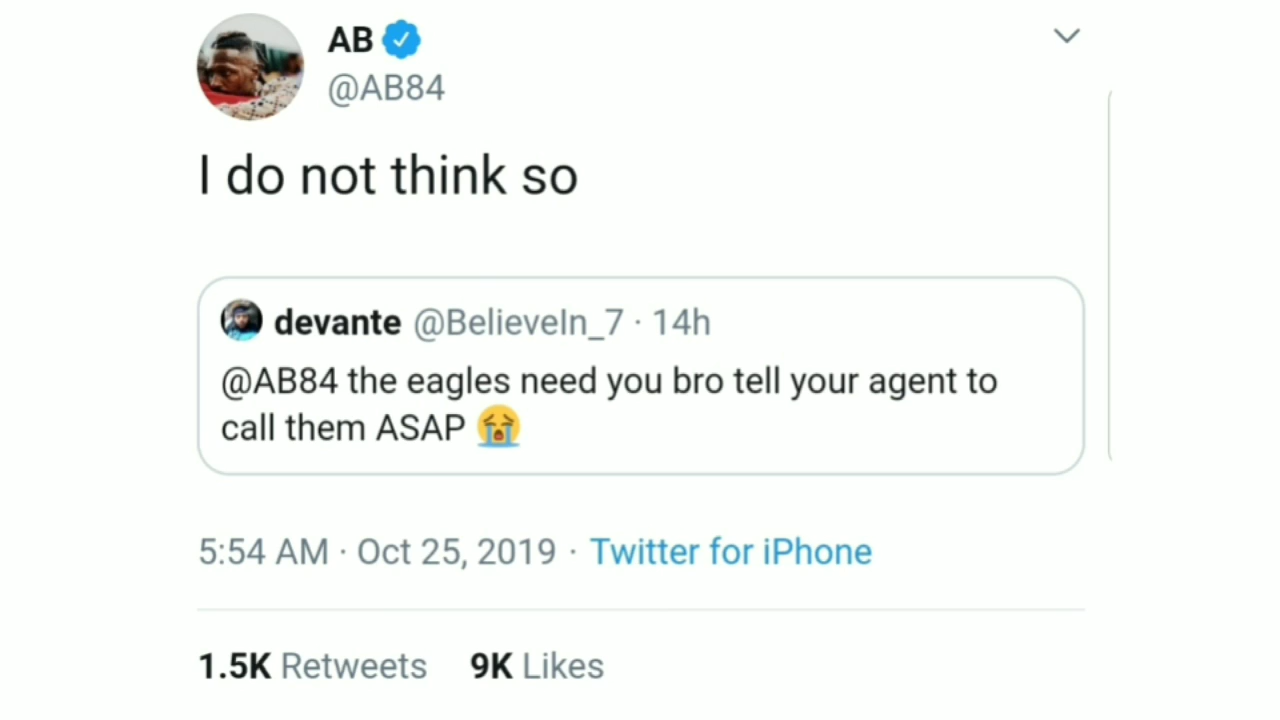 AB
@AB84
I do not think so
devante @BelieveIn_7 · 14h
@AB84 the eagles need you bro tell your agent to
call them ASAP 😭
5:54 AM · Oct 25, 2019 · Twitter for iPhone
1.5K Retweets 9K Likes